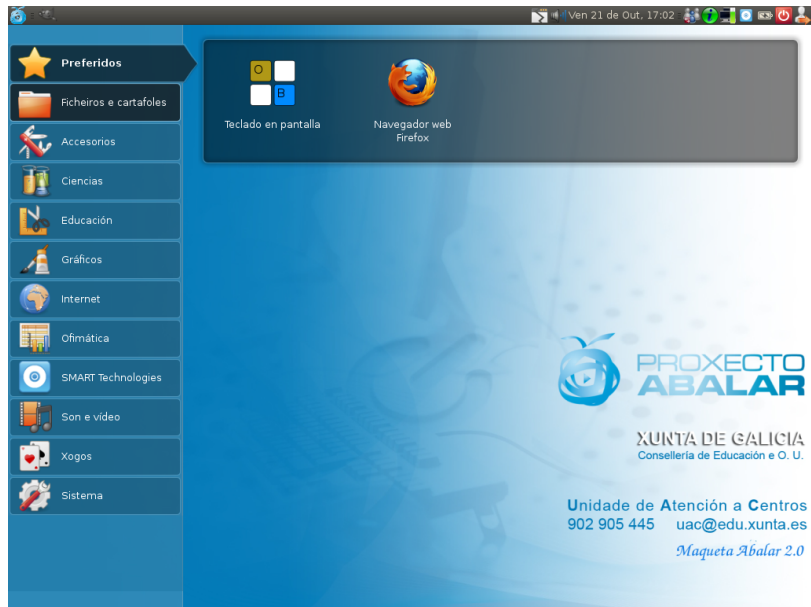 Ven 21 de Out, 17:02
Preferidos
Ficheiros e cartafoles
Accesorios
Ciencias
Educación
Gráficos
Internet
Ofimática
SMART Technologies
Son e vídeo
Xogos
Sistema
O
B
Teclado en pantalla
Navegador web
Firefox
PROXECTO
ABALAR
XUNTA DE GALICIA
Consellería de Educación e O. U.
Unidade de Atención a Centros
902 905 445 uac@edu.xunta.es
Maqueta Abalar 2.0